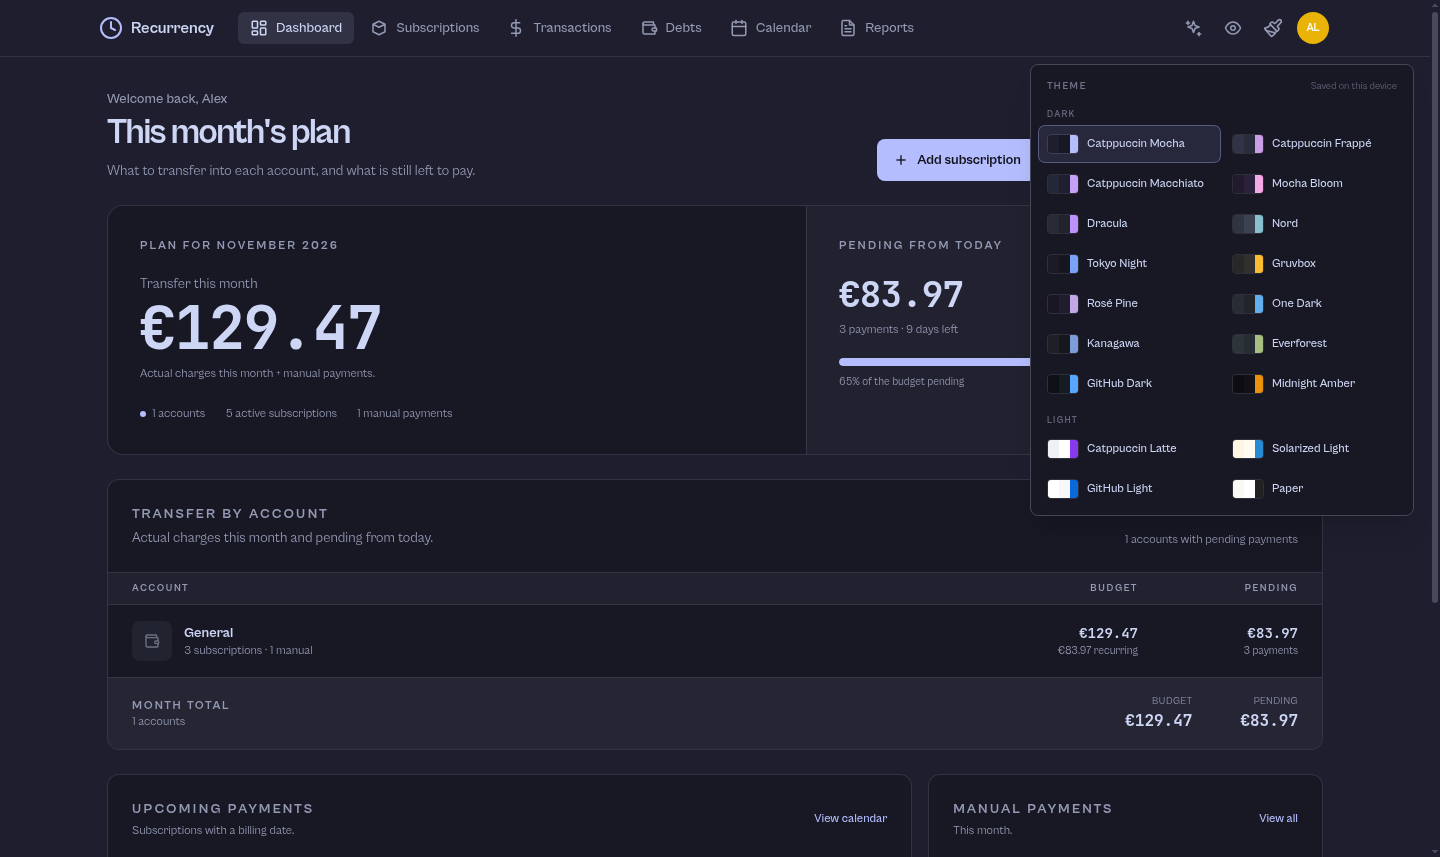 Recurrency
Dashboard
Subscriptions
Transactions
Debts
Calendar
Reports
AL
Welcome back, Alex
This month's plan
What to transfer into each account, and what is still left to pay.
Add subscription
THEME
Saved on this device
DARK
Catppuccin Mocha
Catppuccin Frappé
Catppuccin Macchiato
Mocha Bloom
Dracula
Nord
Tokyo Night
Gruvbox
Rosé Pine
One Dark
Kanagawa
Everforest
GitHub Dark
Midnight Amber
LIGHT
Catppuccin Latte
Solarized Light
GitHub Light
Paper
PLAN FOR NOVEMBER 2026
Transfer this month
€129.47
Actual charges this month + manual payments.
1 accounts
5 active subscriptions
1 manual payments
PENDING FROM TODAY
€83.97
3 payments · 9 days left
65% of the budget pending
TRANSFER BY ACCOUNT
Actual charges this month and pending from today.
1 accounts with pending payments
ACCOUNT
BUDGET
PENDING
General
3 subscriptions · 1 manual
€129.47
€83.97 recurring
€83.97
3 payments
MONTH TOTAL
1 accounts
BUDGET
€129.47
PENDING
€83.97
UPCOMING PAYMENTS
Subscriptions with a billing date.
View calendar
MANUAL PAYMENTS
This month.
View all